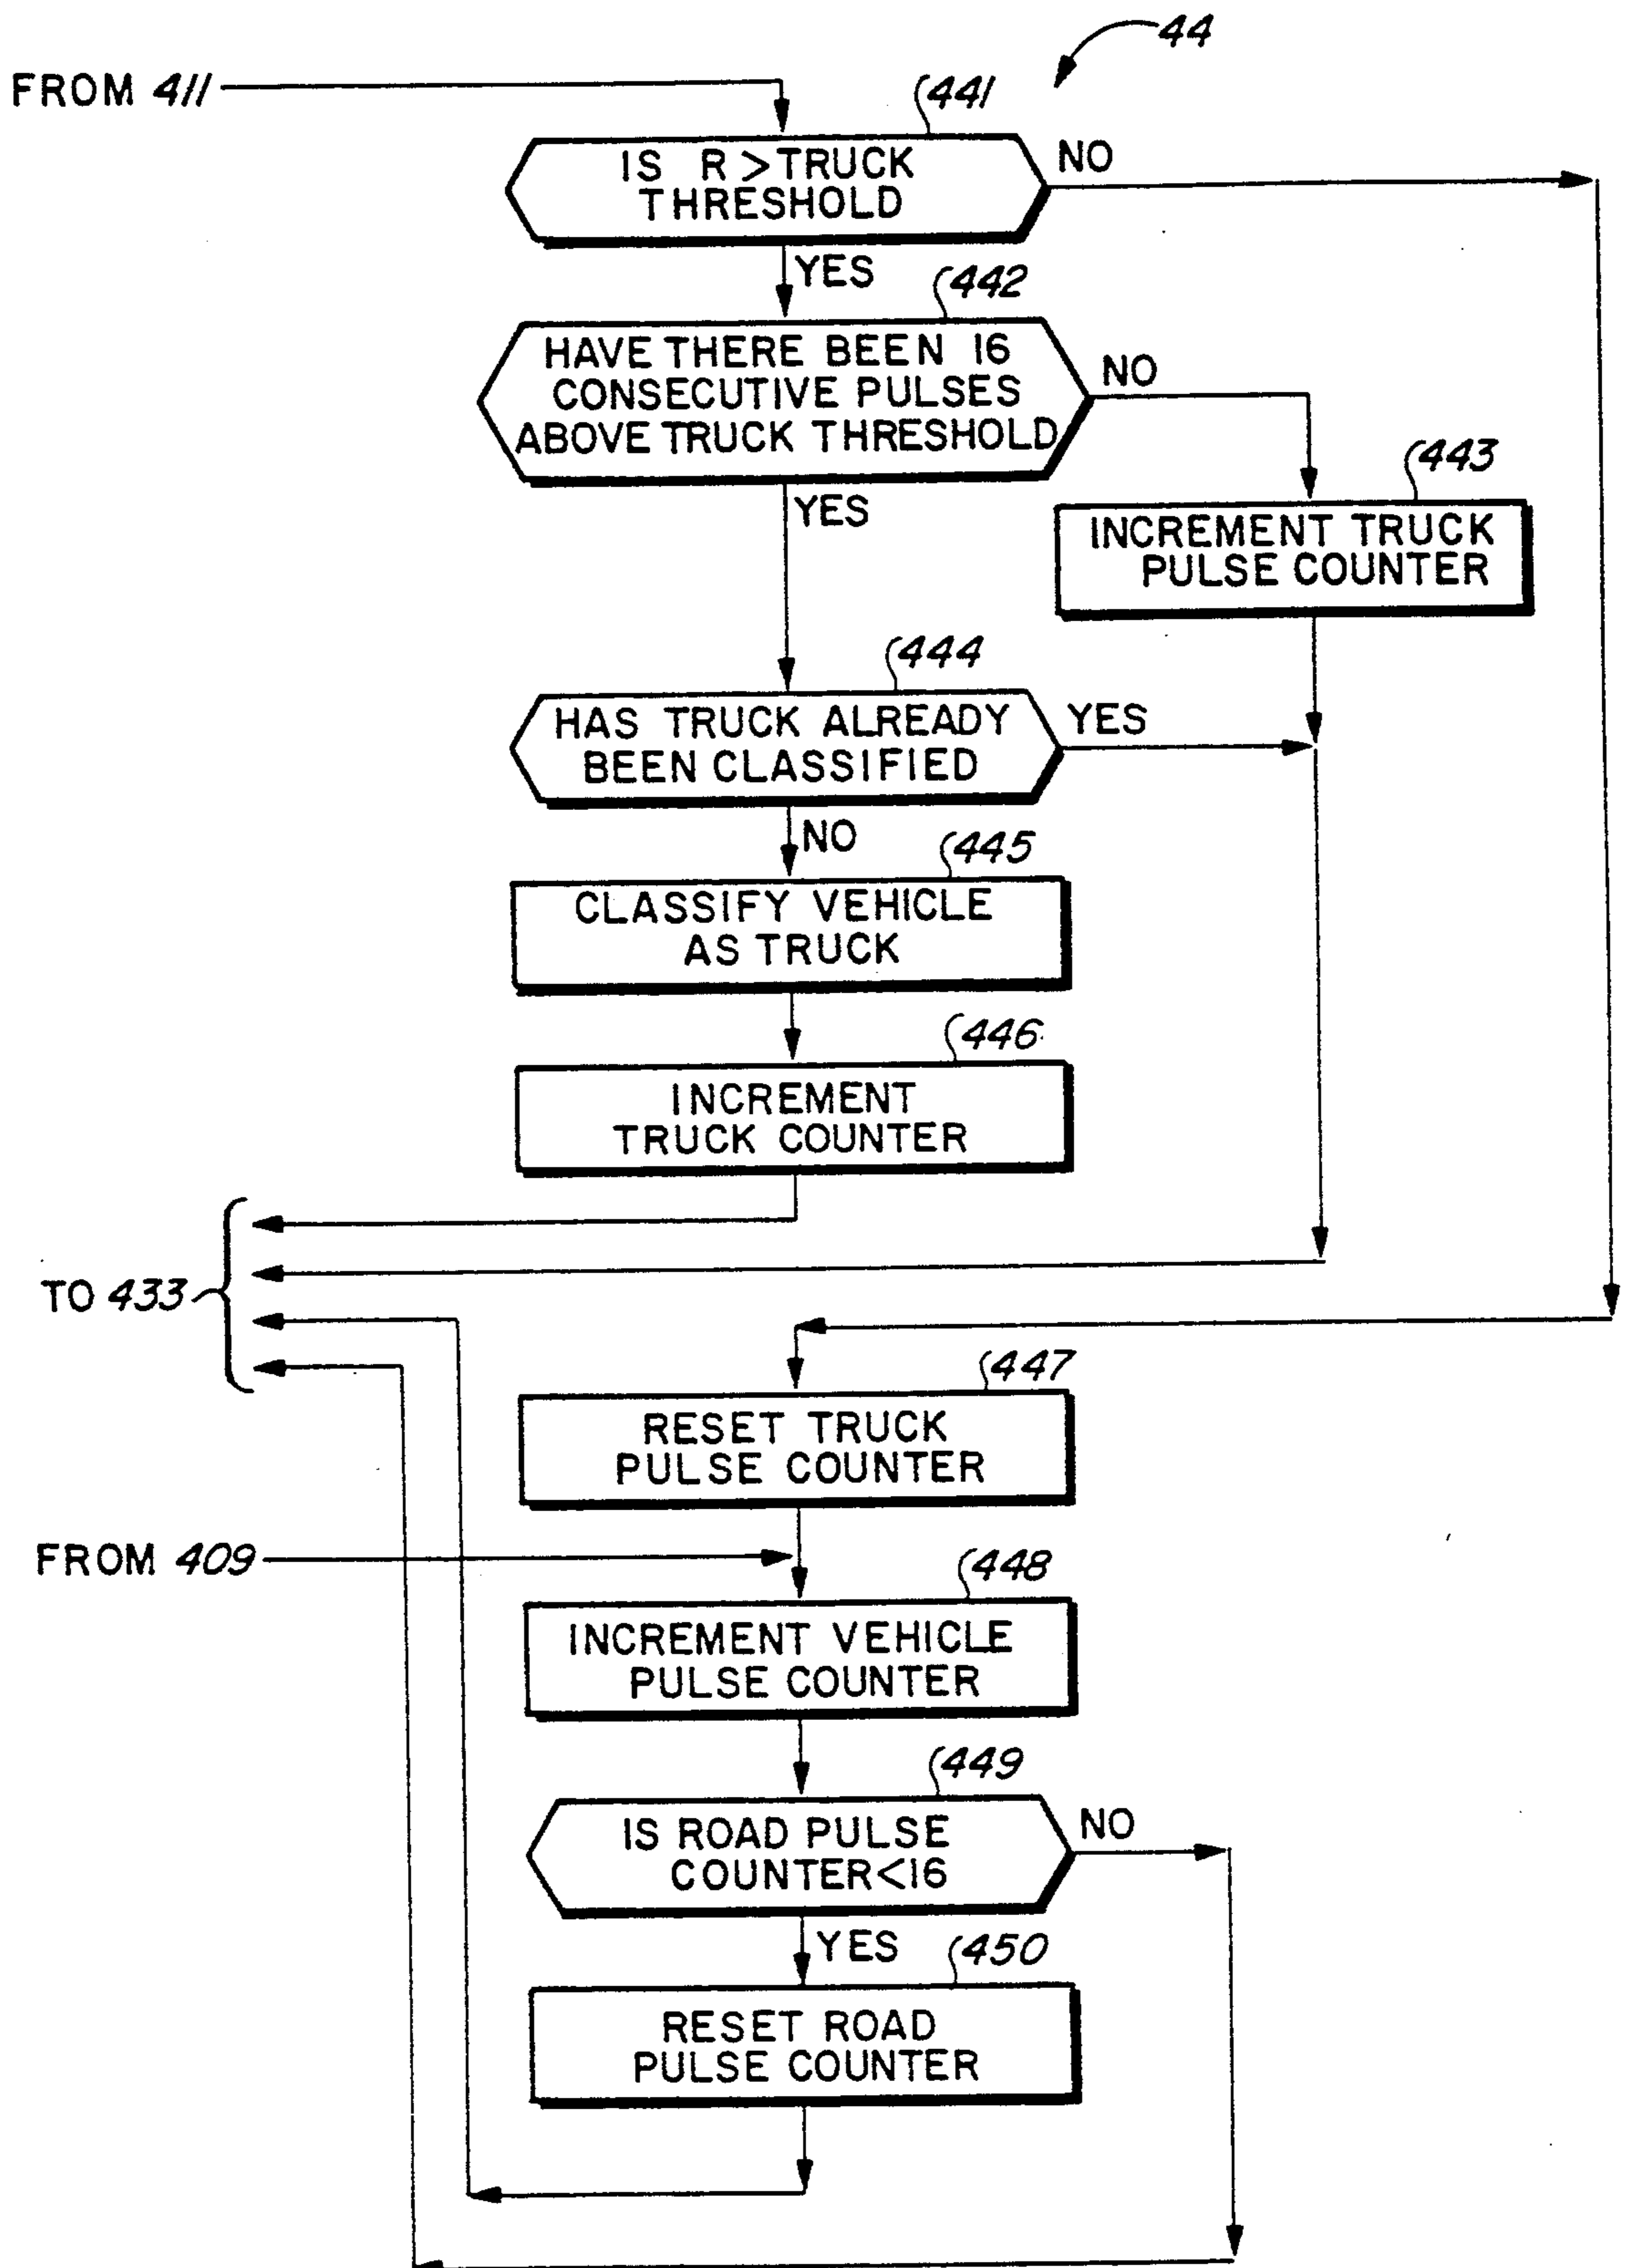 44
FROM 411
441
IS R > TRUCK
THRESHOLD
NO
YES
442
HAVE THERE BEEN 16
CONSECUTIVE PULSES
ABOVE TRUCK THRESHOLD
NO
YES
443
INCREMENT TRUCK
PULSE COUNTER
444
HAS TRUCK ALREADY
BEEN CLASSIFIED
YES
NO
445
CLASSIFY VEHICLE
AS TRUCK
446
INCREMENT
TRUCK COUNTER
TO 433
447
RESET TRUCK
PULSE COUNTER
FROM 409
448
INCREMENT VEHICLE
PULSE COUNTER
449
IS ROAD PULSE
COUNTER<16
NO
YES
450
RESET ROAD
PULSE COUNTER